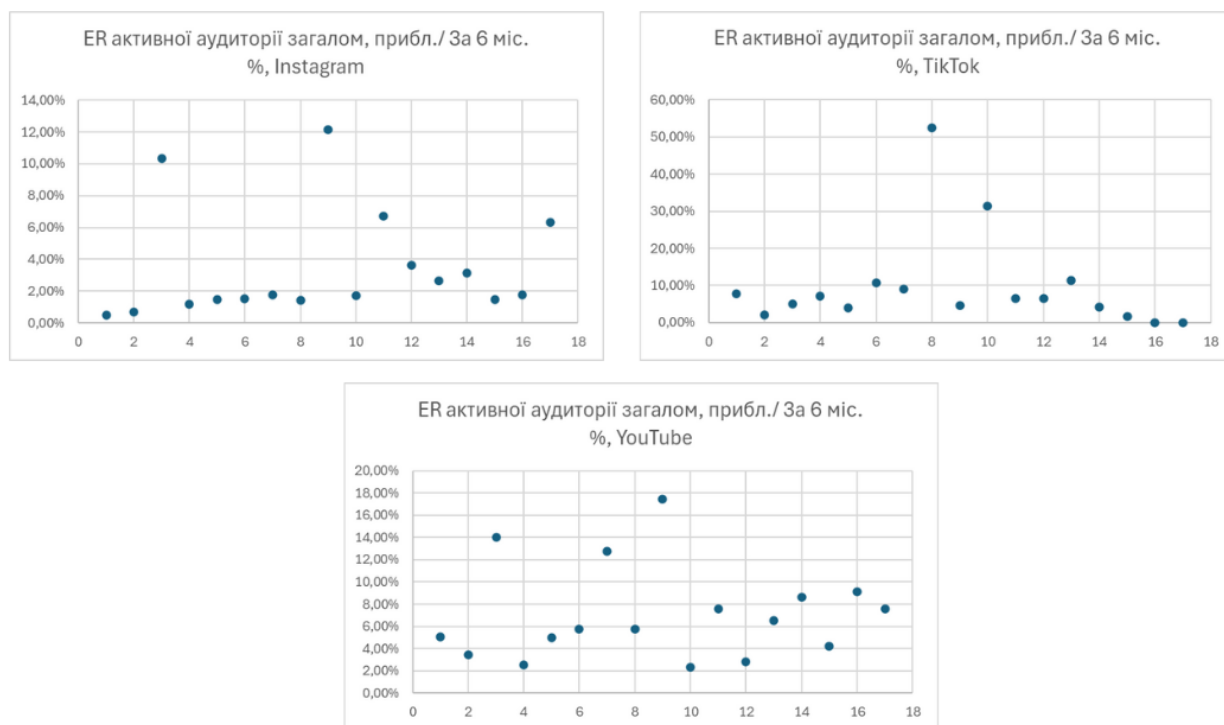 ER активної аудиторії загалом, прибл./ За 6 міс.
%, Instagram
14,00%
12,00%
10,00%
8,00%
6,00%
4,00%
2,00%
0,00%
0 2 4 6 8 10 12 14 16 18
ER активної аудиторії загалом, прибл./ За 6 міс.
%, TikTok
60,00%
50,00%
40,00%
30,00%
20,00%
10,00%
0,00%
0 2 4 6 8 10 12 14 16 18
ER активної аудиторії загалом, прибл./ За 6 міс.
%, YouTube
20,00%
18,00%
16,00%
14,00%
12,00%
10,00%
8,00%
6,00%
4,00%
2,00%
0,00%
0 2 4 6 8 10 12 14 16 18